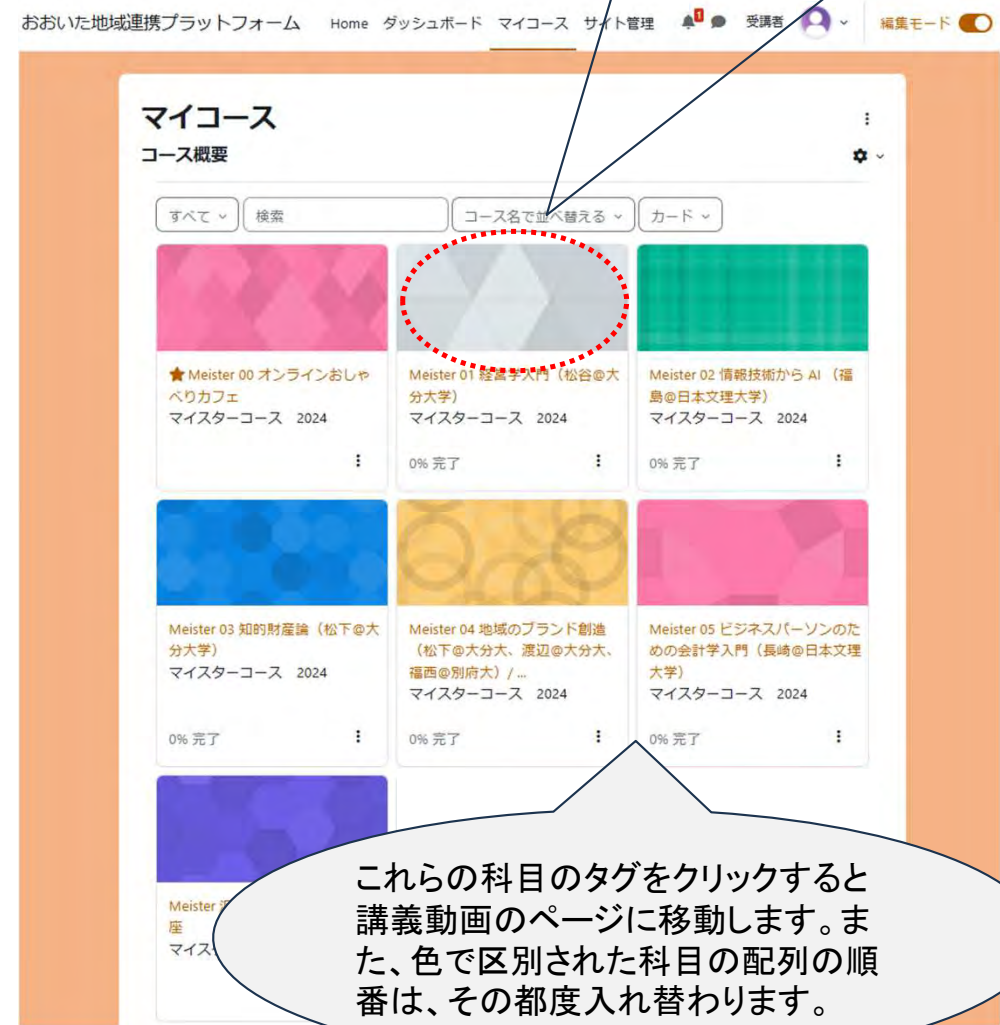 おおいた地域連携プラットフォーム Home ダッシュボード マイコース サイト管理 1 受講者 編集モード
マイコース
コース概要
すべて 検索 コース名で並べ替える カード
Meister 00 オンラインおしゃ
べりカフェ
マイスターコース 2024
Meister 01 経営学入門（松谷@大
分大学）
マイスターコース 2024
0% 完了
Meister 02 情報技術から AI （福
島@日本文理大学）
マイスターコース 2024
0% 完了
Meister 03 知的財産論（松下@大
分大学）
マイスターコース 2024
0% 完了
Meister 04 地域のブランド創造
（松下@大分大、渡辺@大分大、
福西@別府大）/ ...
マイスターコース 2024
0% 完了
Meister 05 ビジネスパーソンのた
めの会計学入門（長崎@日本文理
大学）
マイスターコース 2024
0% 完了
Meister
座
マイス
これらの科目のタグをクリックすると
講義動画のページに移動します。ま
た、色で区別された科目の配列の順
番は、その都度入れ替わります。